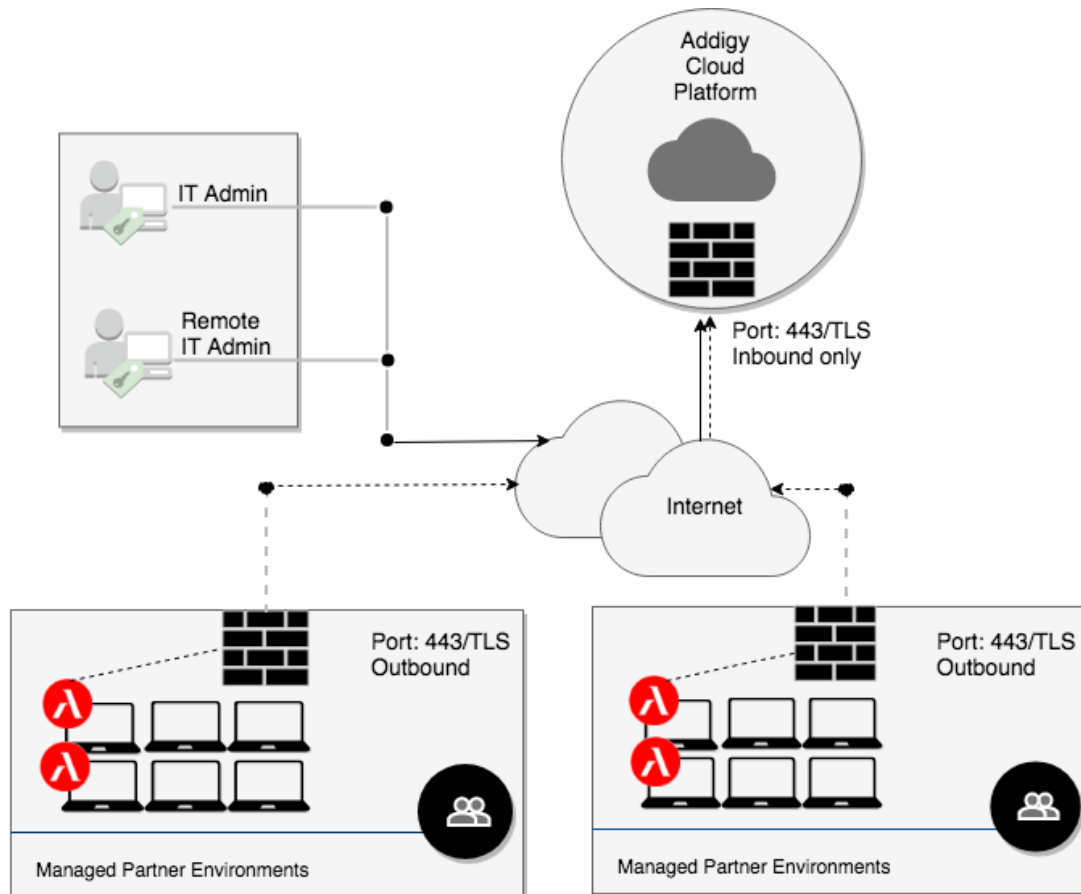 Addigy
Cloud
Platform
IT Admin
Remote
IT Admin
Port: 443/TLS
Inbound only
Internet
Port: 443/TLS
Outbound
Managed Partner Environments
Port: 443/TLS
Outbound
Managed Partner Environments